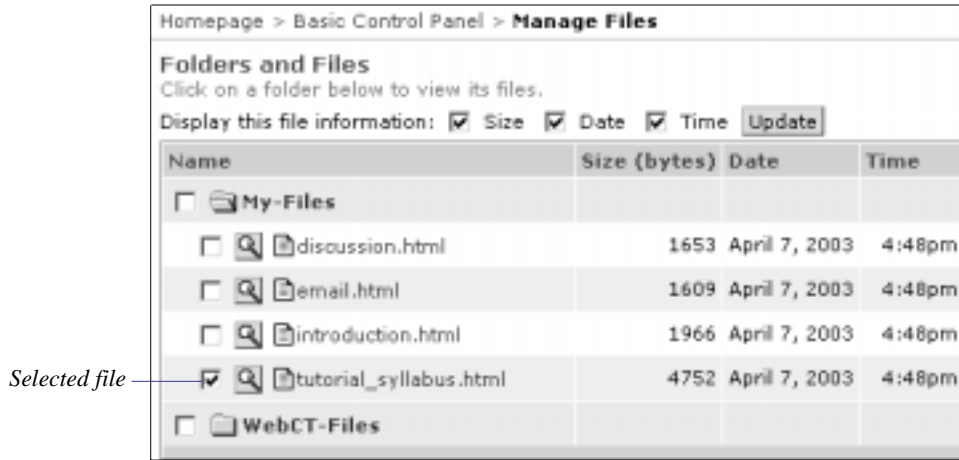 Homepage > Basic Control Panel > Manage Files
Folders and Files
Click on a folder below to view its files.
Display this file information: Size Date Time Update
Name Size (bytes) Date Time
My-Files
discussion.html 1653 April 7, 2003 4:48pm
email.html 1609 April 7, 2003 4:48pm
introduction.html 1966 April 7, 2003 4:48pm
Selected file tutorial_syllabus.html 4752 April 7, 2003 4:48pm
WebCT-Files